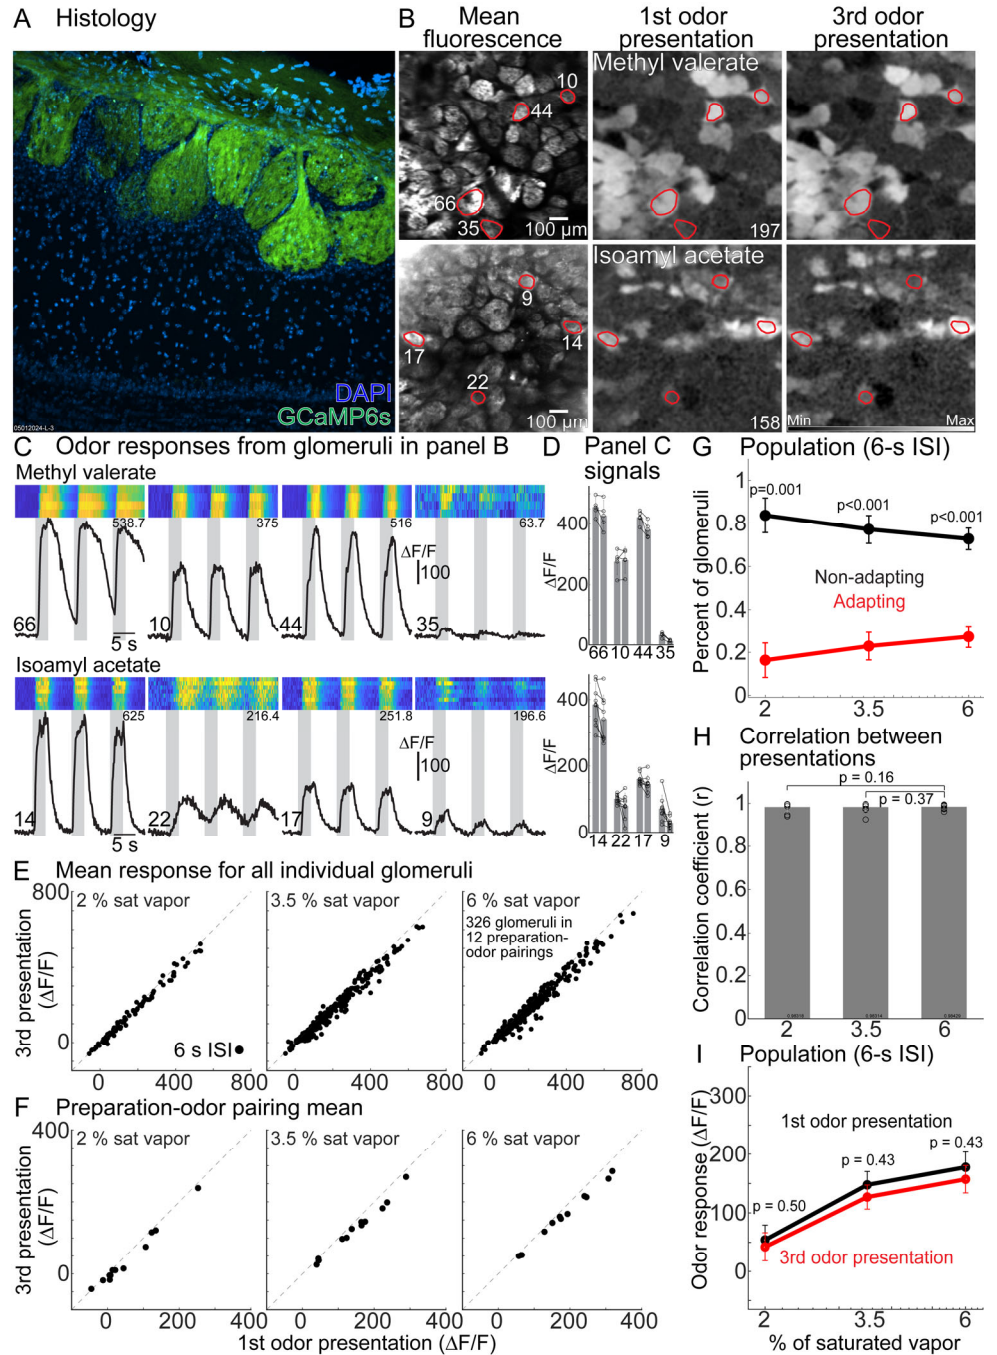 A Histology
DAPI
GCaMP6s
05012024-L-3
B Mean fluorescence
1st odor presentation
3rd odor presentation
Methyl valerate
10
44
66
35
100 µm
197
Isoamyl acetate
9
14
17
22
100 µm
158
Min Max
C Odor responses from glomeruli in panel B
Methyl valerate
538.7
375
516
63.7
ΔF/F
100
66
10
44
35
5 s
Isoamyl acetate
625
216.4
251.8
196.6
ΔF/F
100
14
22
17
9
5 s
D Panel C signals
ΔF/F
400
200
0
66 10 44 35
ΔF/F
400
200
0
14 22 17 9
E Mean response for all individual glomeruli
3rd presentation (ΔF/F)
800
400
0
2 % sat vapor
6 s ISI
3.5 % sat vapor
6 % sat vapor
326 glomeruli in
12 preparation-
odor pairings
0 400 800 0 400 800 0 400 800
F Preparation-odor pairing mean
3rd presentation (ΔF/F)
400
200
0
2 % sat vapor
3.5 % sat vapor
6 % sat vapor
0 200 400 0 200 400 0 200 400
1st odor presentation (ΔF/F)
G Population (6-s ISI)
Percent of glomeruli
1
0.8
0.6
0.4
0.2
0
p=0.001
p<0.001
p<0.001
Non-adapting
Adapting
2 3.5 6
H Correlation between presentations
Correlation coefficient (r)
1
0.8
0.6
0.4
0.2
0
p = 0.16
p = 0.37
2 3.5 6
I Population (6-s ISI)
Odor response (ΔF/F)
300
200
100
0
1st odor presentation
p = 0.50
p = 0.43
p = 0.43
3rd odor presentation
2 3.5 6
% of saturated vapor